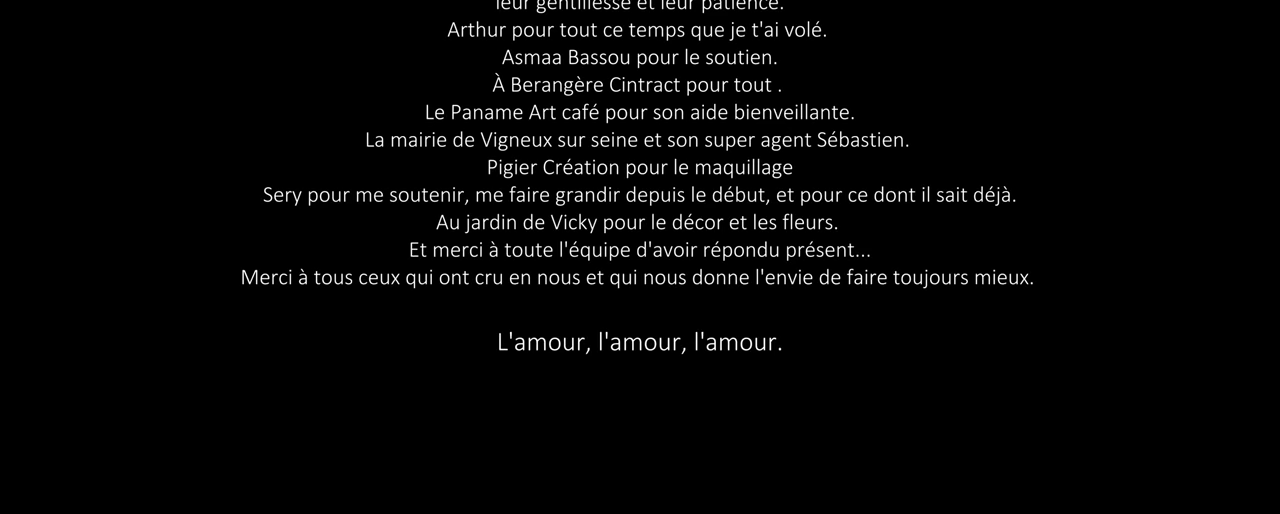 leur gentillesse et leur patience.
Arthur pour tout ce temps que je t'ai volé.
Asmaa Bassou pour le soutien.
À Berangère Cintract pour tout .
Le Paname Art café pour son aide bienveillante.
La mairie de Vigneux sur seine et son super agent Sébastien.
Pigier Création pour le maquillage
Sery pour me soutenir, me faire grandir depuis le début, et pour ce dont il sait déjà.
Au jardin de Vicky pour le décor et les fleurs.
Et merci à toute l'équipe d'avoir répondu présent...
Merci à tous ceux qui ont cru en nous et qui nous donne l'envie de faire toujours mieux.
L'amour, l'amour, l'amour.